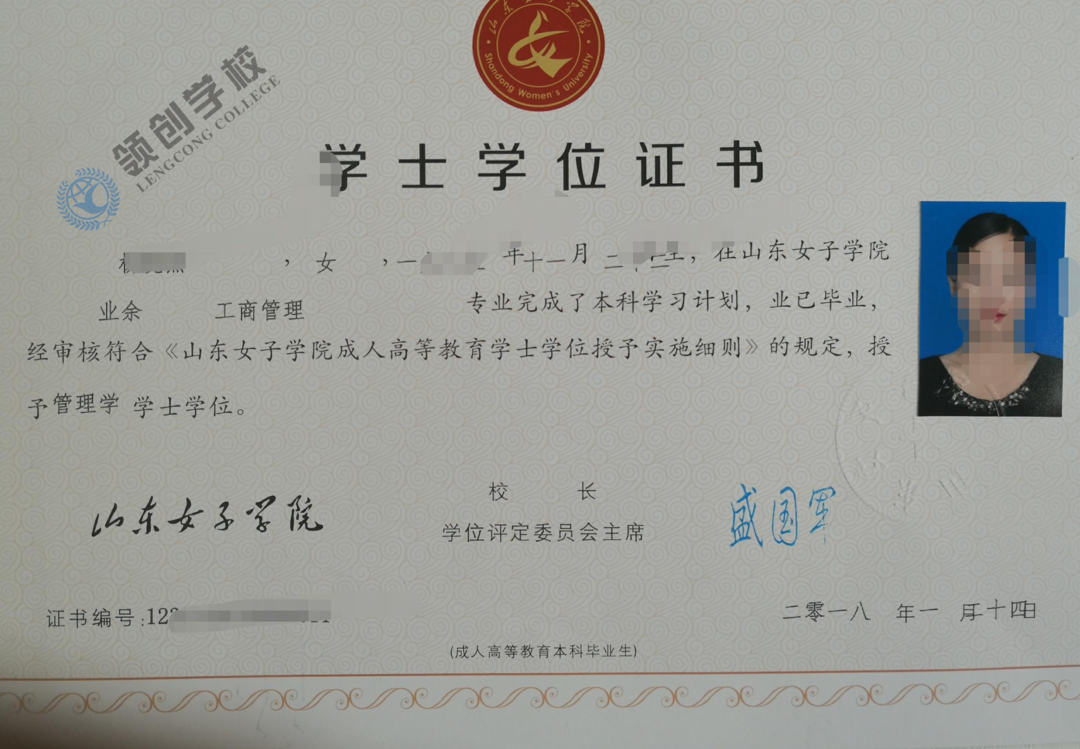 Shandong Women's University
领创学校
LENGCONG COLLEGE
学士学位证书
，女，一 年十一月 ，在山东女子学院
业余 工商管理 专业完成了本科学习计划，业已毕业，
经审核符合《山东女子学院成人高等教育学士学位授予实施细则》的规定，授
予管理学 学士学位。
山东女子学院
校 长
学位评定委员会主席
盛国军
证书编号:12
二零一八 年一 月二十四日
(成人高等教育本科毕业生)